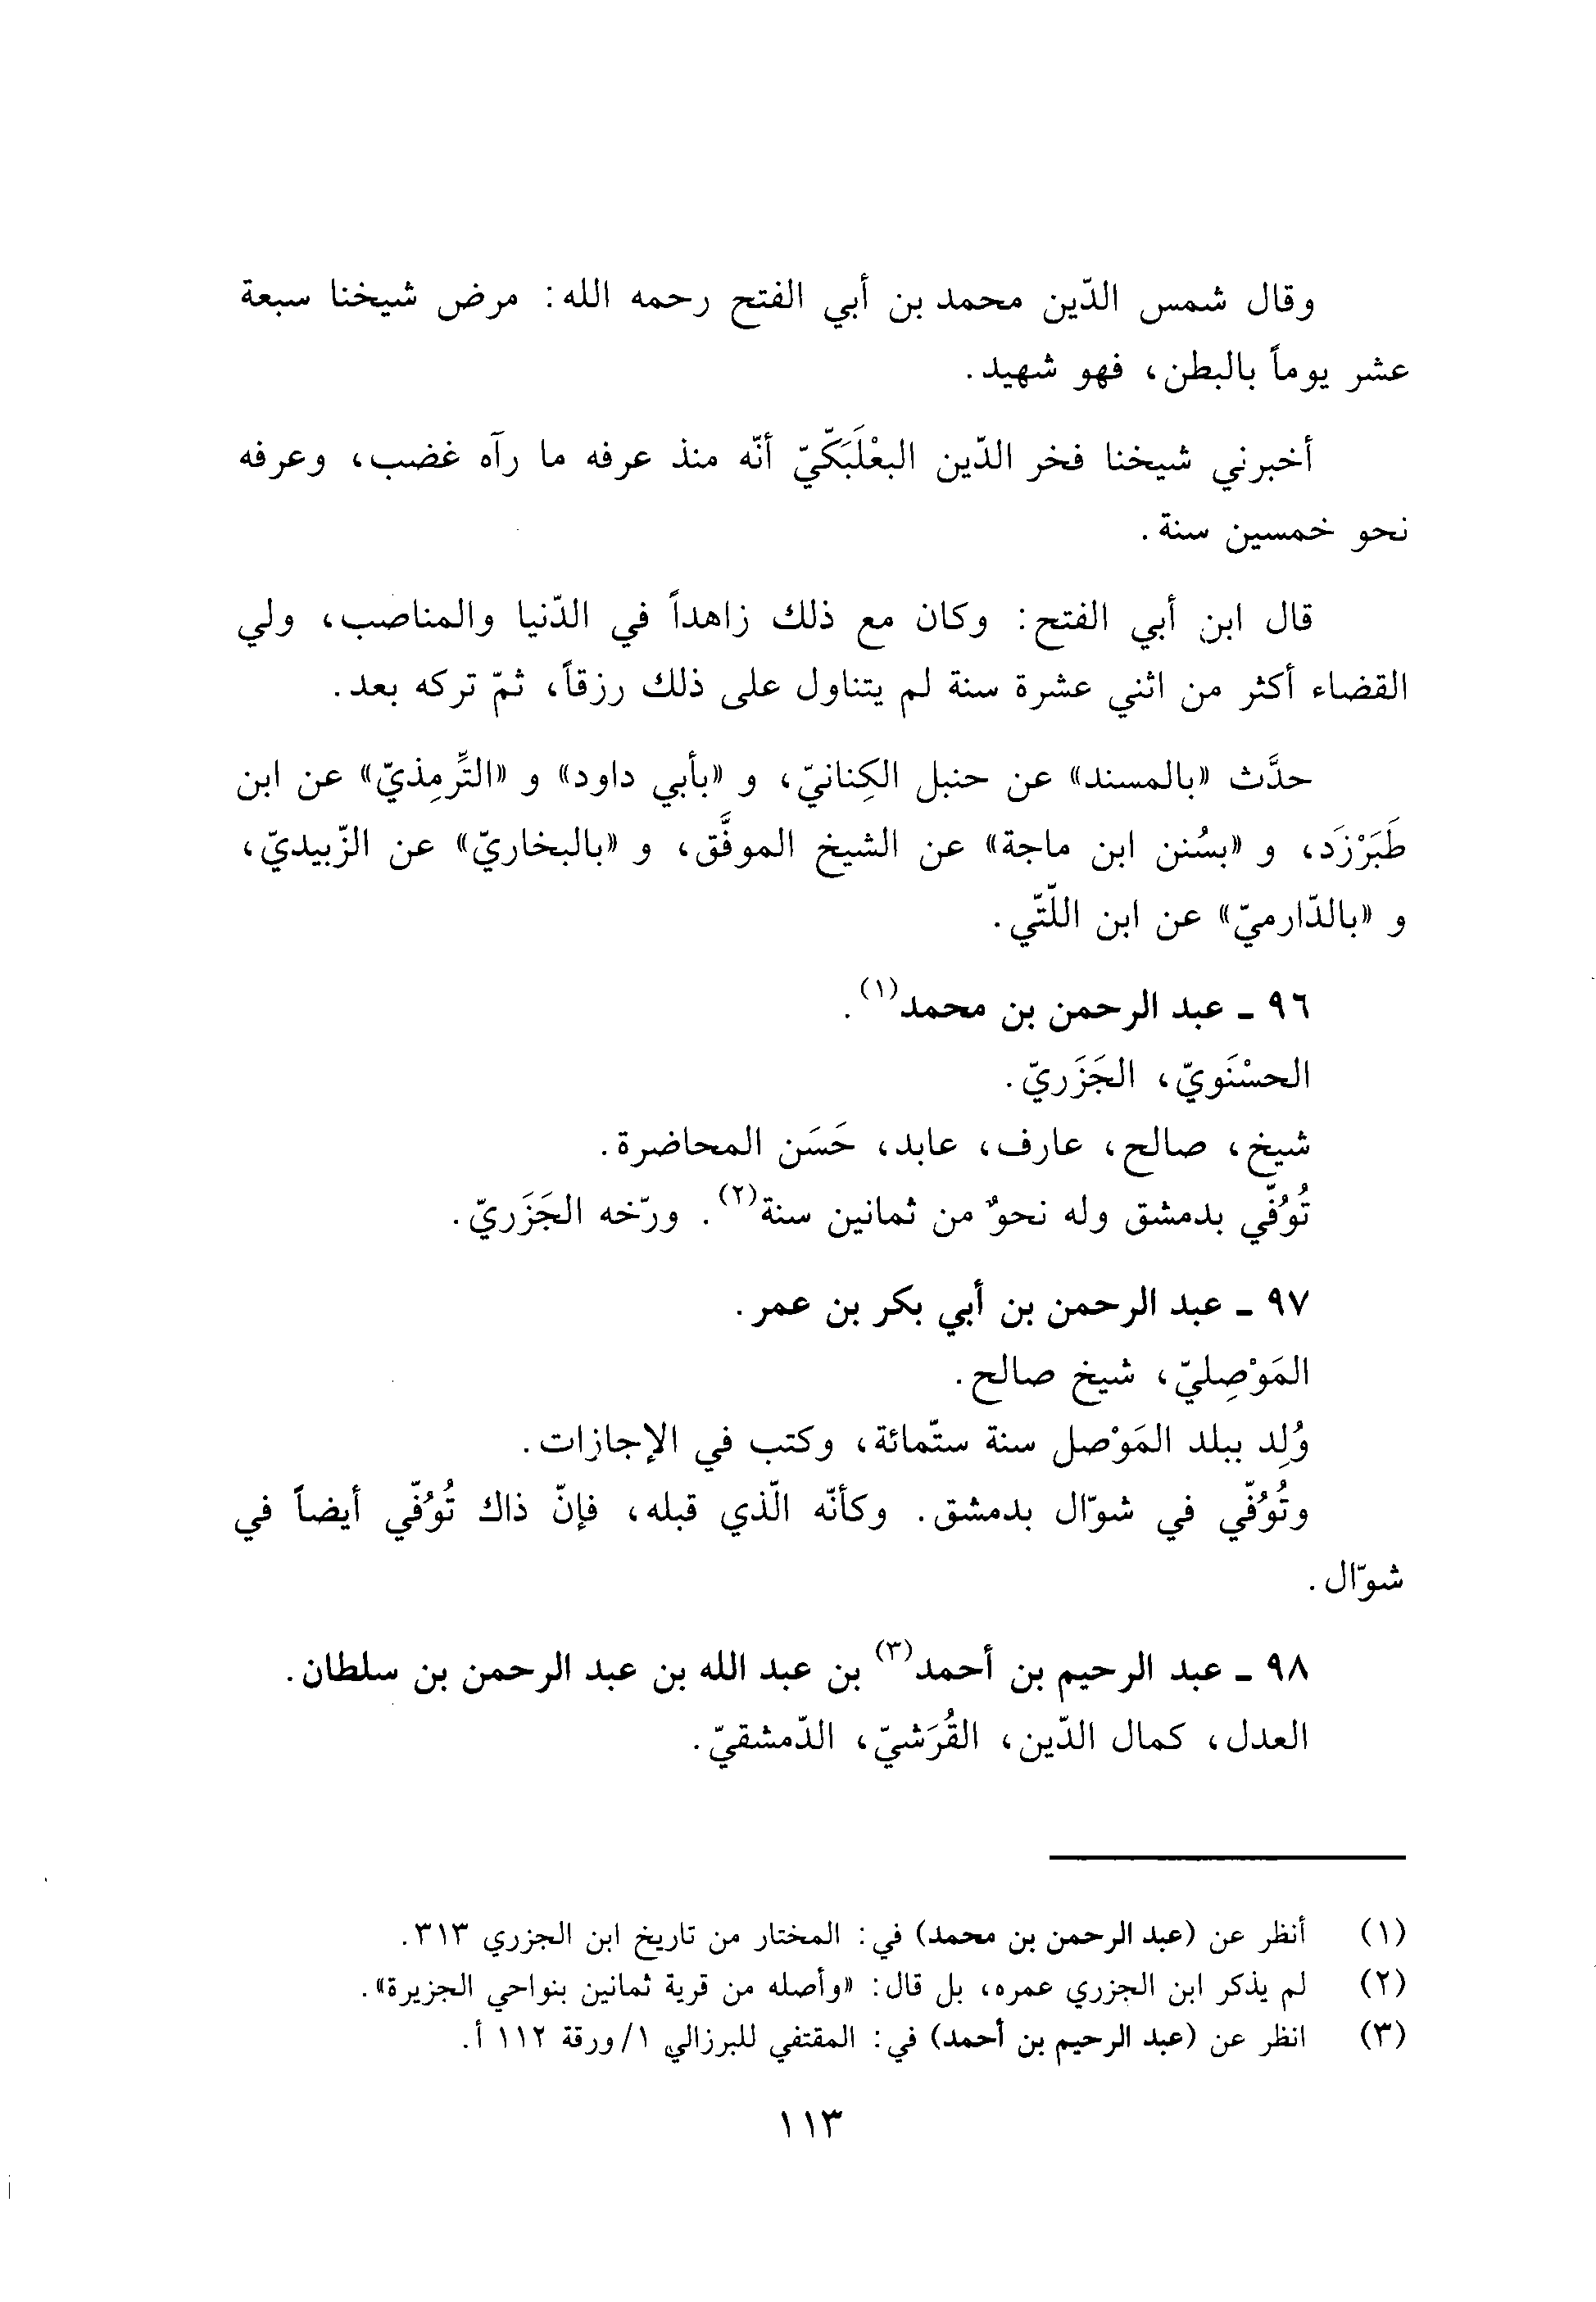 وقال شمس الدّين محمد بن أبي الفتح رحمه الله: مرض شيخنا سبعة
عشر يوماً بالبطن، فهو شهيد.
أخبرني شيخنا فخر الدّين البعْلَبَكّيّ أنّه منذ عرفه ما رآه غضب، وعرفه
نحو خمسين سنة.
قال ابن أبي الفتح: وكان مع ذلك زاهداً في الدّنيا والمناصب، ولي
القضاء أكثر من اثني عشرة سنة لم يتناول على ذلك رزقاً، ثمّ تركه بعد.
حدَّث «بالمسند» عن حنبل الكِنانيّ، و «بأبي داود» و «التِّرمِذيّ» عن ابن
طَبَرْزَد، و «بسُنن ابن ماجة» عن الشيخ الموفَّق، و «بالبخاريّ» عن الزّبيديّ،
و «بالدّارميّ» عن ابن اللّتّي.
٩٦ - عبد الرحمن بن محمد(١).
الحسْنَويّ، الجَزَريّ.
شيخ، صالح، عارف، عابد، حَسَن المحاضرة.
تُوُفّي بدمشق وله نحوٌ من ثمانين سنة(٢). ورّخه الجَزَريّ.
٩٧ - عبد الرحمن بن أبي بكر بن عمر.
المَوْصِليّ، شيخ صالح.
وُلِد ببلد المَوْصل سنة ستّمائة، وكتب في الإجازات.
وتُوُفّي في شوّال بدمشق. وكأنّه الّذي قبله، فإنّ ذاك تُوُفّي أيضاً في
شوّال.
٩٨ - عبد الرحيم بن أحمد(٣) بن عبد الله بن عبد الرحمن بن سلطان.
العدل، كمال الدّين، القُرَشيّ، الدّمشقيّ.
(١) أنظر عن (عبد الرحمن بن محمد) في: المختار من تاريخ ابن الجزري ٣١٣.
(٢) لم يذكر ابن الجزري عمره، بل قال: «وأصله من قرية ثمانين بنواحي الجزيرة».
(٣) انظر عن (عبد الرحيم بن أحمد) في: المقتفي للبرزالي ١/ورقة ١١٢ أ.
١١٣